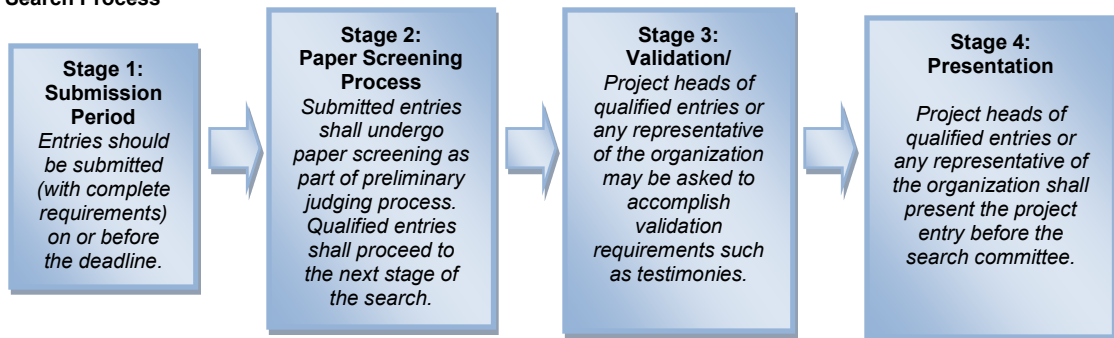 Search Process
Stage 1:
Submission
Period
Entries should
be submitted
(with complete
requirements)
on or before
the deadline.
Stage 2:
Paper Screening
Process
Submitted entries
shall undergo
paper screening as
part of preliminary
judging process.
Qualified entries
shall proceed to
the next stage of
the search.
Stage 3:
Validation/
Project heads of
qualified entries or
any representative
of the organization
may be asked to
accomplish
validation
requirements such
as testimonies.
Stage 4:
Presentation
Project heads of
qualified entries or
any representative of
the organization shall
present the project
entry before the
search committee.